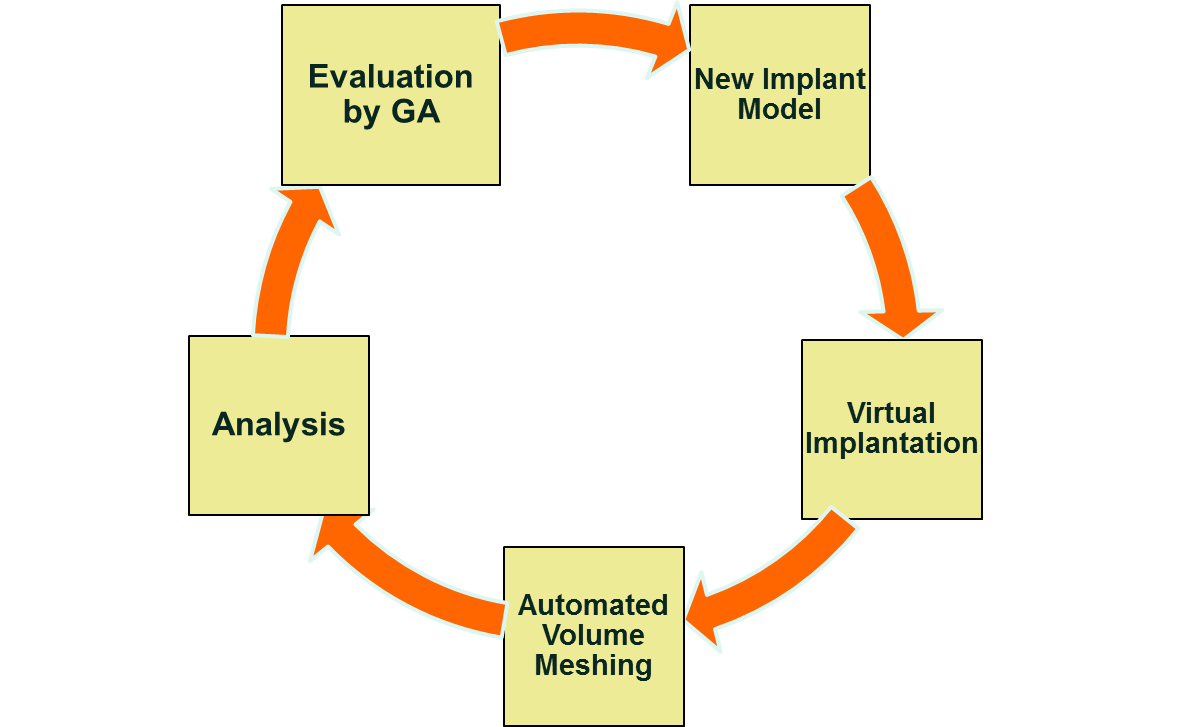 Evaluation
by GA
New Implant
Model
Virtual
Implantation
Automated
Volume
Meshing
Analysis